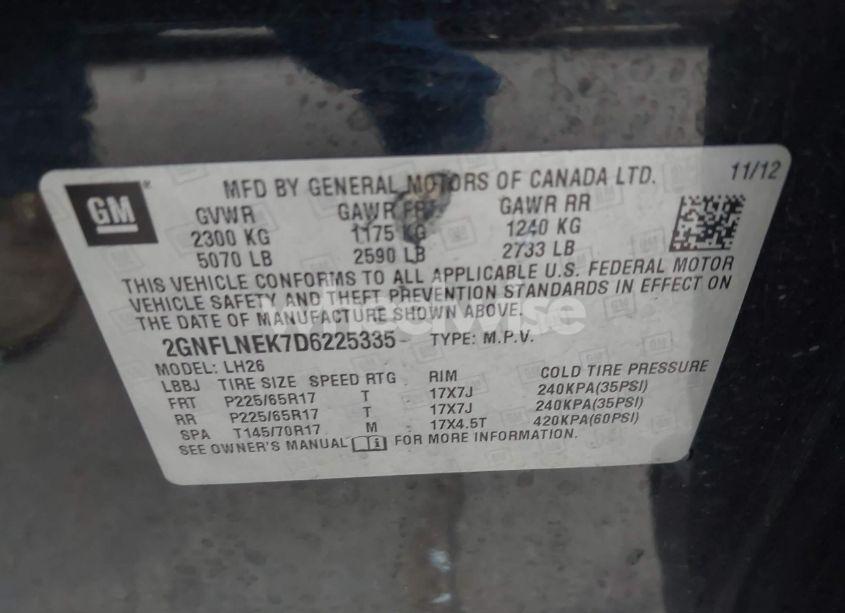 GM
MFD BY GENERAL MOTORS OF CANADA LTD. 11/12
GVWR GAWR FRT GAWR RR
2300 KG 1175 KG 1240 KG
5070 LB 2590 LB 2733 LB
THIS VEHICLE CONFORMS TO ALL APPLICABLE U.S. FEDERAL MOTOR
VEHICLE SAFETY AND THEFT PREVENTION STANDARDS IN EFFECT ON
THE DATE OF MANUFACTURE SHOWN ABOVE.
wheelwise
2GNFLNEK7D6225335 TYPE: M.P.V.
MODEL: LH26
LBBJ TIRE SIZE SPEED RTG RIM COLD TIRE PRESSURE
FRT P225/65R17 T 17X7J 240KPA(35PSI)
RR P225/65R17 T 17X7J 240KPA(35PSI)
SPA T145/70R17 M 17X4.5T 420KPA(60PSI)
SEE OWNER'S MANUAL FOR MORE INFORMATION.